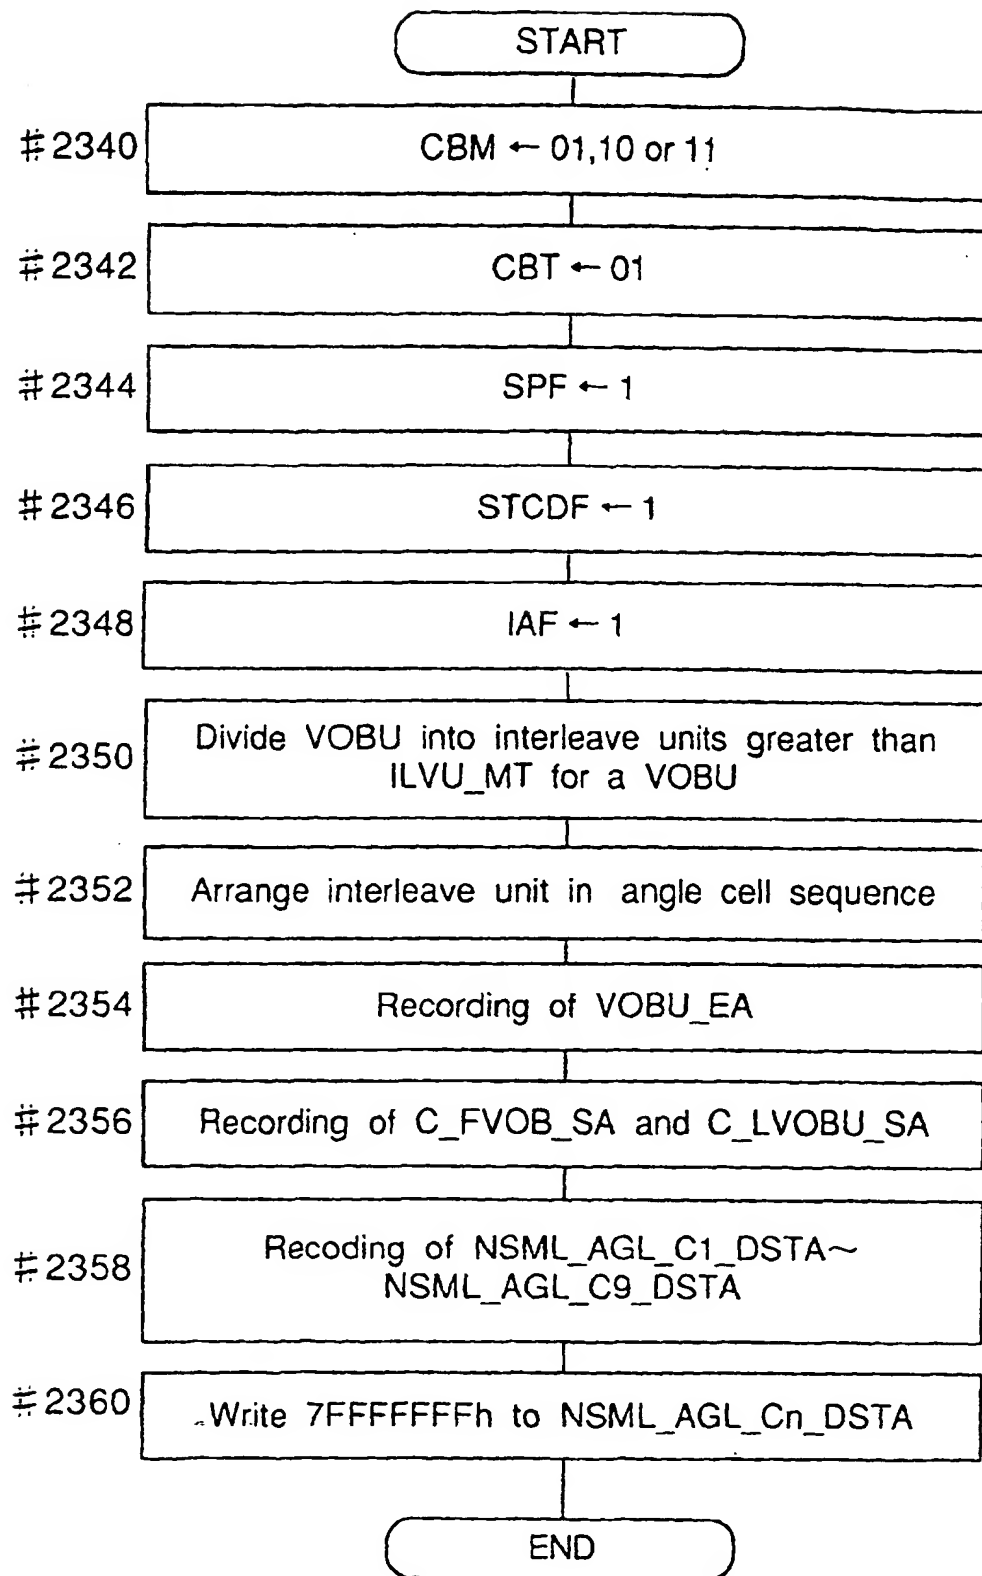 START
#2340
CBM ← 01,10 or 11
#2342
CBT ← 01
#2344
SPF ← 1
#2346
STCDF ← 1
#2348
IAF ← 1
#2350
Divide VOBU into interleave units greater than
ILVU_MT for a VOBU
#2352
Arrange interleave unit in angle cell sequence
#2354
Recording of VOBU_EA
#2356
Recording of C_FVOB_SA and C_LVOBU_SA
#2358
Recoding of NSML_AGL_C1_DSTA~
NSML_AGL_C9_DSTA
#2360
Write 7FFFFFFFh to NSML_AGL_Cn_DSTA
END